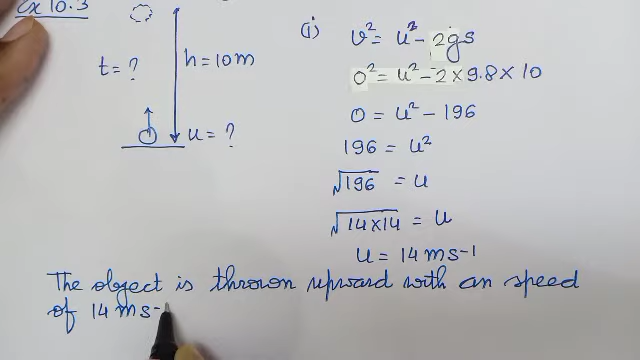 Ex 10.3
t = ?
h = 10m
u = ?
(i) v² = u² - 2gs
0² = u² - 2 × 9.8 × 10
0 = u² - 196
196 = u²
√196 = u
√14×14 = u
u = 14 ms-1
The object is thrown upward with an speed
of 14 ms-